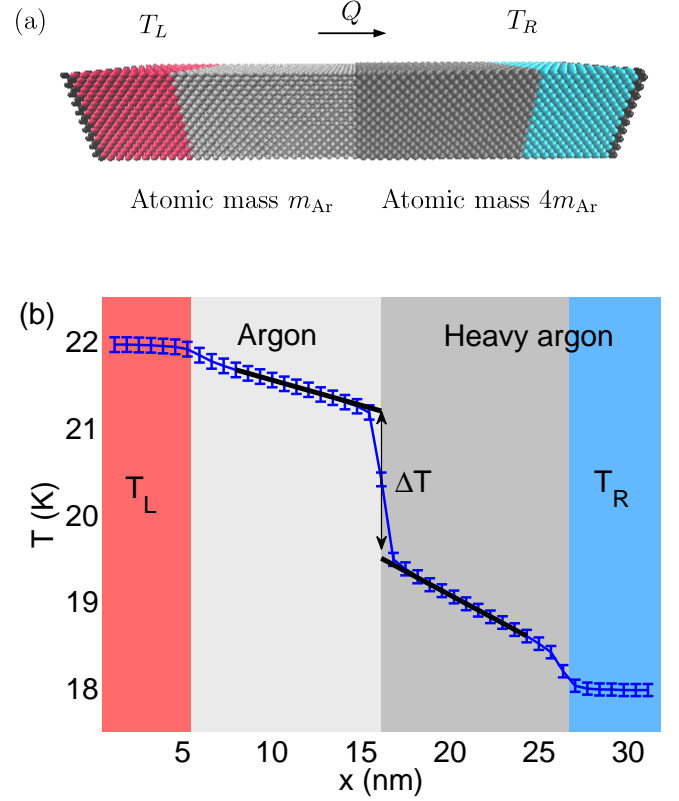 (a)
T_L
Q
T_R
Atomic mass m_Ar
Atomic mass 4m_Ar
(b)
Argon
Heavy argon
T_L
ΔT
T_R
T (K)
22
21
20
19
18
5 10 15 20 25 30
x (nm)